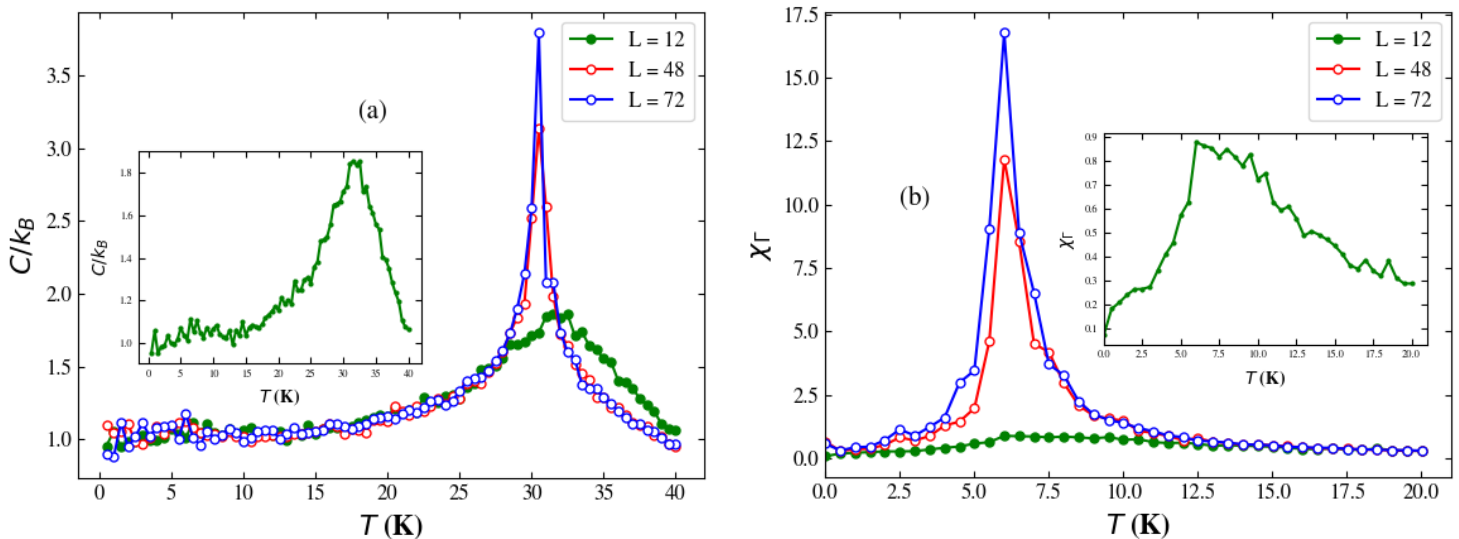 L = 12
L = 48
L = 72
(a)
3.5
3.0
2.5
2.0
1.5
1.0
C/k_B
0 5 10 15 20 25 30 35 40
T (K)
1.8
1.6
1.4
1.2
1.0
C/k_B
0 5 10 15 20 25 30 35 40
T (K)
L = 12
L = 48
L = 72
(b)
17.5
15.0
12.5
10.0
7.5
5.0
2.5
0.0
χΓ
0.0 2.5 5.0 7.5 10.0 12.5 15.0 17.5 20.0
T (K)
0.9
0.8
0.7
0.6
0.5
0.4
0.3
0.2
0.1
χΓ
0.0 2.5 5.0 7.5 10.0 12.5 15.0 17.5 20.0
T (K)